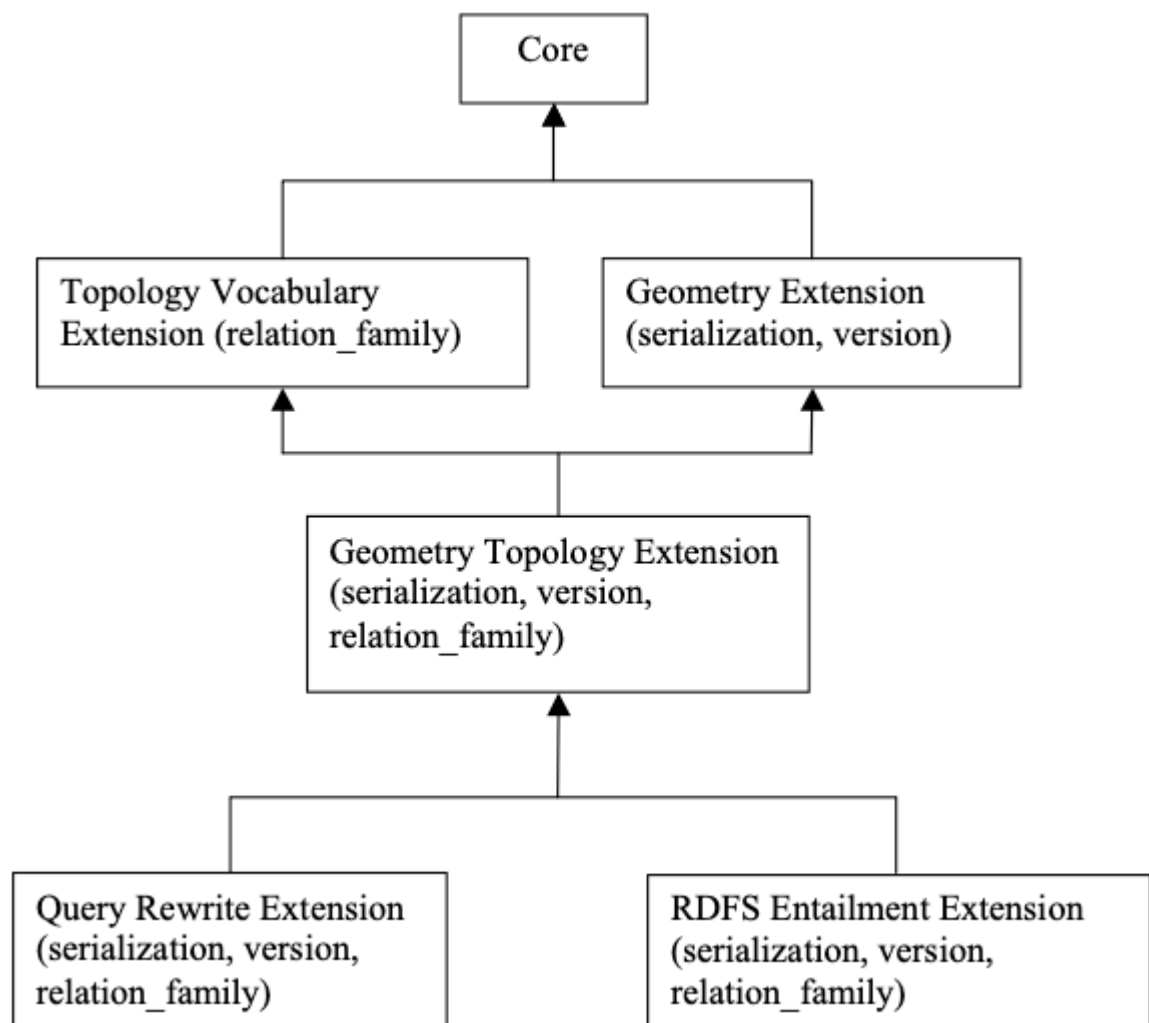 Core
Topology Vocabulary
Extension (relation_family)
Geometry Extension
(serialization, version)
Geometry Topology Extension
(serialization, version,
relation_family)
Query Rewrite Extension
(serialization, version,
relation_family)
RDFS Entailment Extension
(serialization, version,
relation_family)